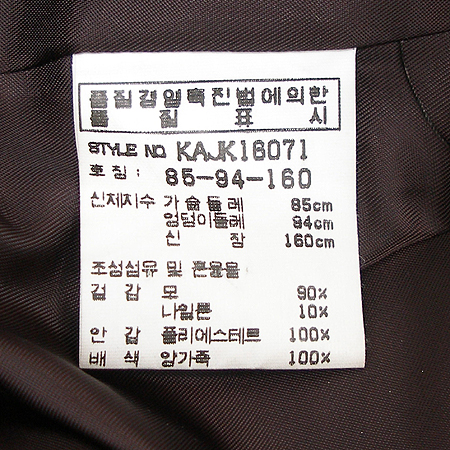 품질경영촉진법에의한
품 질 표 시
STYLE NO KAJK16071
호 칭 : 85-94-160
신체지수 가 슴 둘 레 85cm
엉덩이둘레 94cm
신 장 160cm
조성섬유 및 혼용율
겉 감 모 90%
나일론 10%
안 감 폴리에스테르 100%
배 색 양가죽 100%